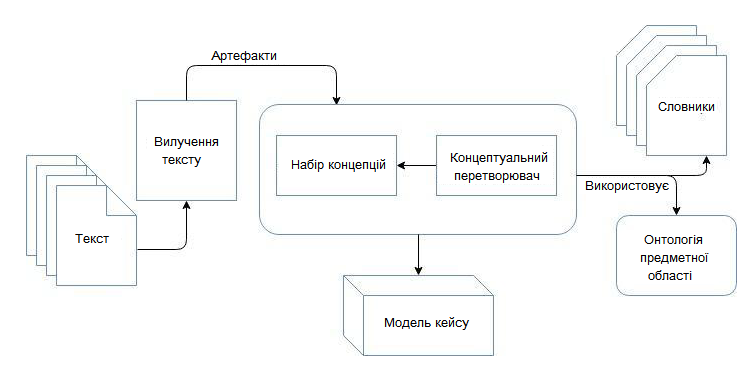 Артефакти
Словники
Вилучення
тексту
Набір концепцій
Концептуальний
перетворювач
Використовує
Текст
Онтологія
предметної
області
Модель кейсу